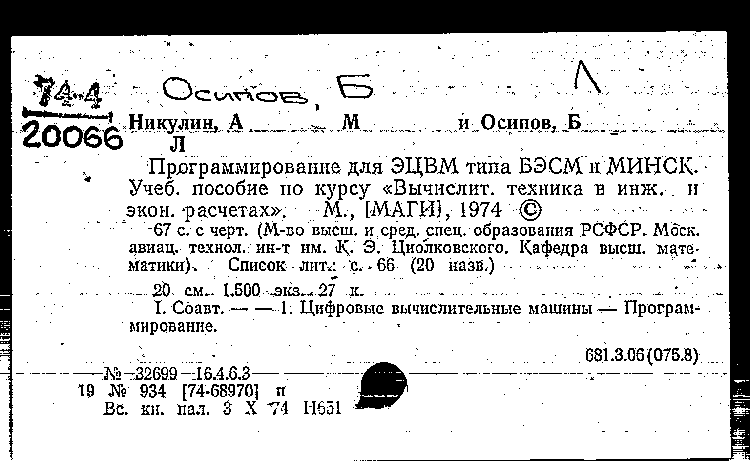 74-4
20066
Осипов, Б Л
Никулин, А М и Осипов, Б
Л
Программирование для ЭЦВМ типа БЭСМ и МИНСК.
Учеб. пособие по курсу «Вычислит. техника в инж. и
экон. расчетах». М., [МАГИ], 1974 ©
67 с. с черт. (М-во высш. и сред. спец. образования РСФСР. Моск.
авиац. технол. ин-т им. К. Э. Циолковского. Кафедра высш. мате-
матики). Список лит.: с. 66 (20 назв.)
20 см. 1.500 экз. 27 к.
I. Соавт. — — 1. Цифровые вычислительные машины — Програм-
мирование.
681.3.06(075.8)
№ 32699 16.4.6.3
19 № 934 [74-68970] п
Вс. кн. пал. 3 X 74 Н651